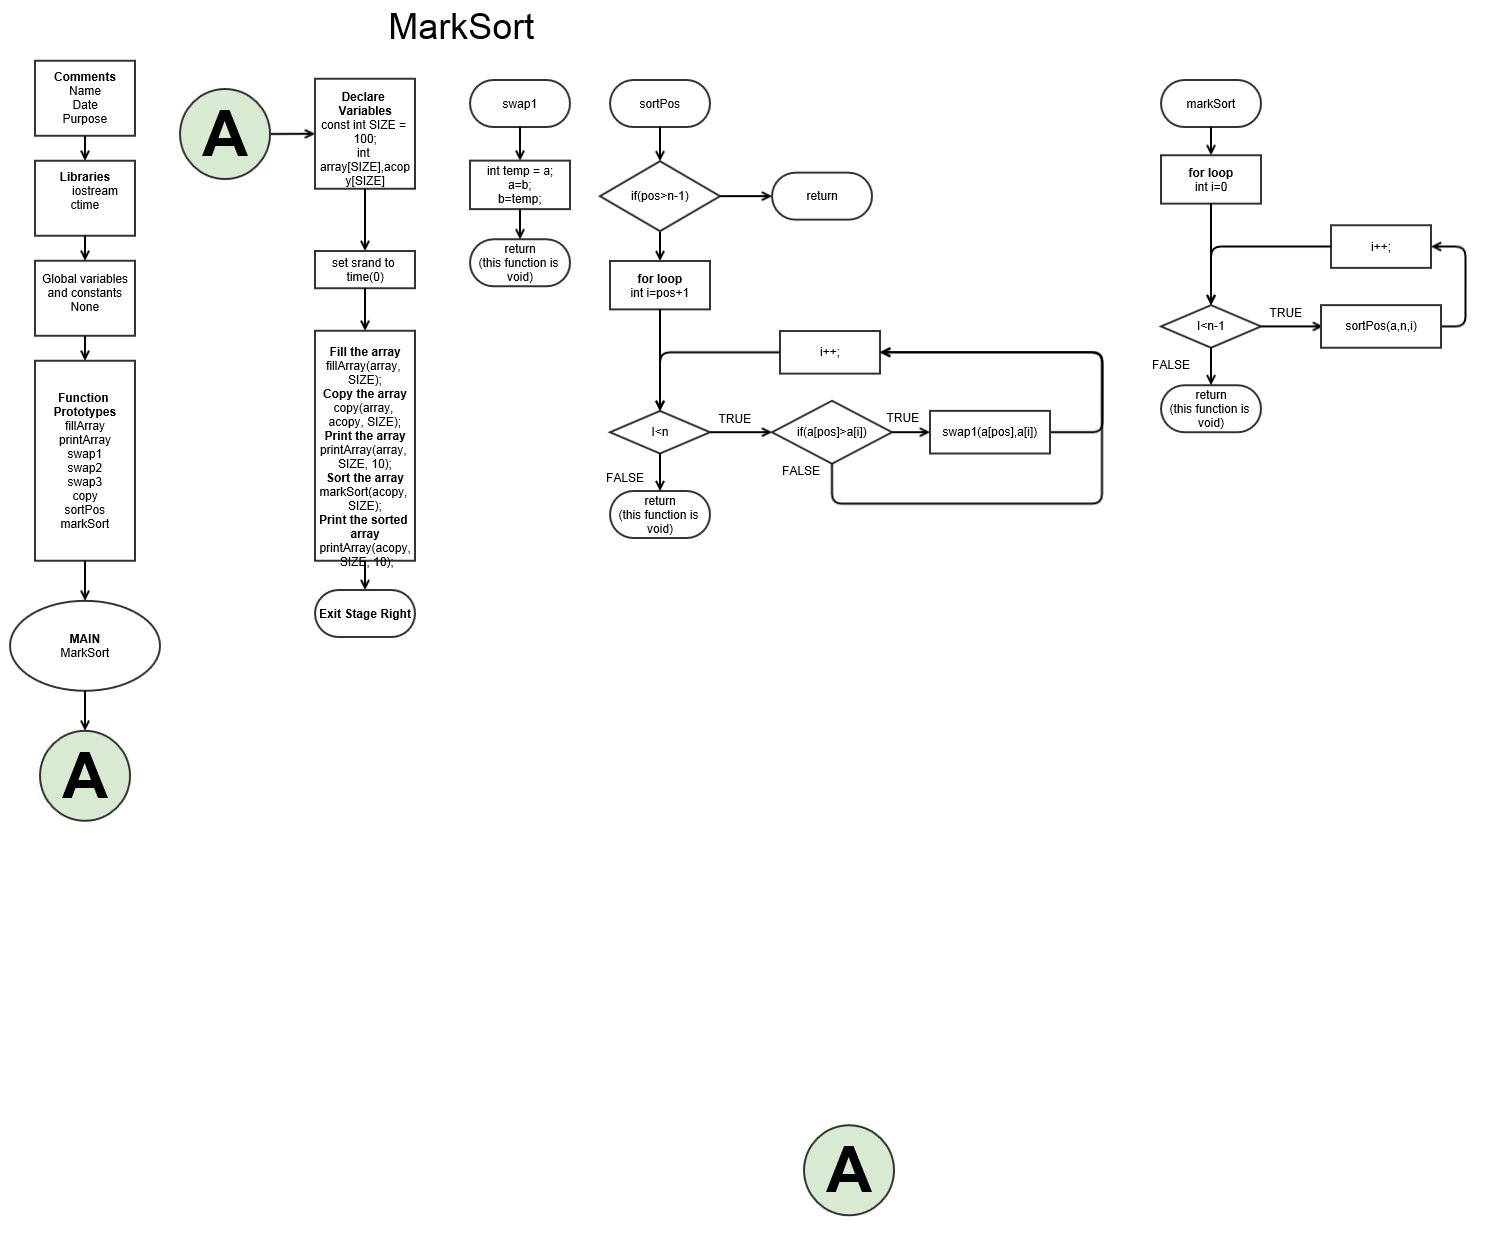 MarkSort
Comments
Name
Date
Purpose
Libraries
iostream
ctime
Global variables
and constants
None
Function
Prototypes
fillArray
printArray
swap1
swap2
swap3
copy
sortPos
markSort
MAIN
MarkSort
A
A
Declare
Variables
const int SIZE =
100;
int
array[SIZE],acop
y[SIZE]
set srand to
time(0)
Fill the array
fillArray(array,
SIZE);
Copy the array
copy(array,
acopy, SIZE);
Print the array
printArray(array,
SIZE, 10);
Sort the array
markSort(acopy,
SIZE);
Print the sorted
array
printArray(acopy,
SIZE, 10);
Exit Stage Right
swap1
int temp = a;
a=b;
b=temp;
return
(this function is
void)
sortPos
if(pos>n-1)
return
for loop
int i=pos+1
i++;
I<n
TRUE
if(a[pos]>a[i])
TRUE
swap1(a[pos],a[i])
FALSE
FALSE
return
(this function is
void)
markSort
for loop
int i=0
i++;
I<n-1
TRUE
sortPos(a,n,i)
FALSE
return
(this function is
void)
A